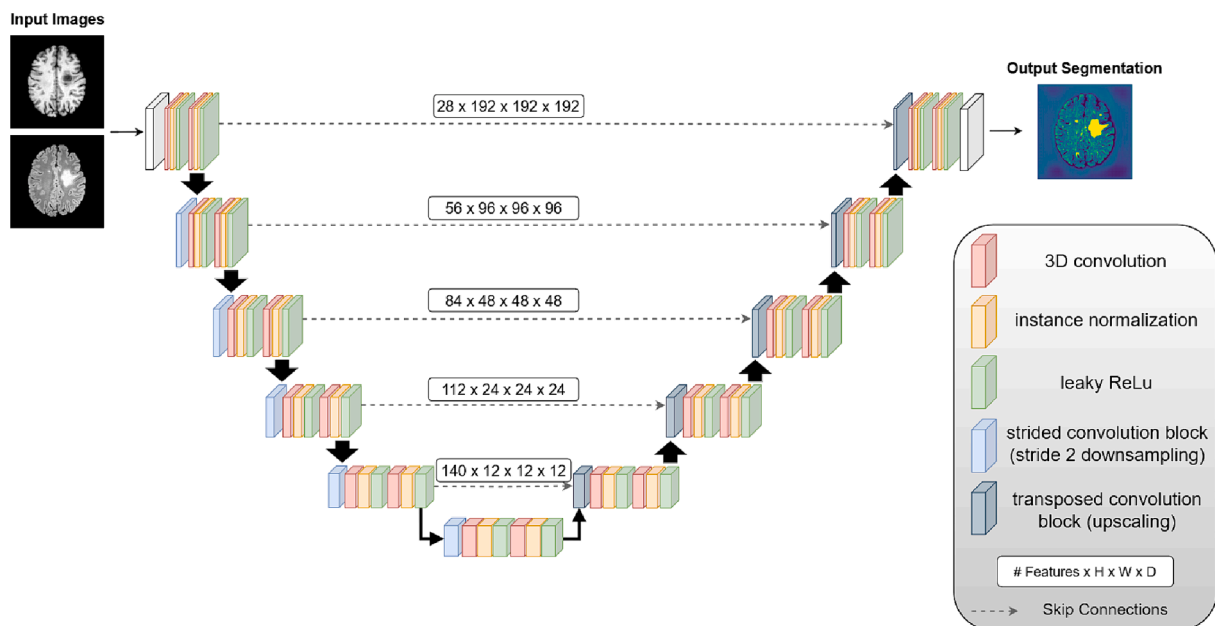 Input Images
Output Segmentation
28 x 192 x 192 x 192
56 x 96 x 96 x 96
84 x 48 x 48 x 48
112 x 24 x 24 x 24
140 x 12 x 12 x 12
3D convolution
instance normalization
leaky ReLu
strided convolution block
(stride 2 downsampling)
transposed convolution
block (upscaling)
# Features x H x W x D
Skip Connections